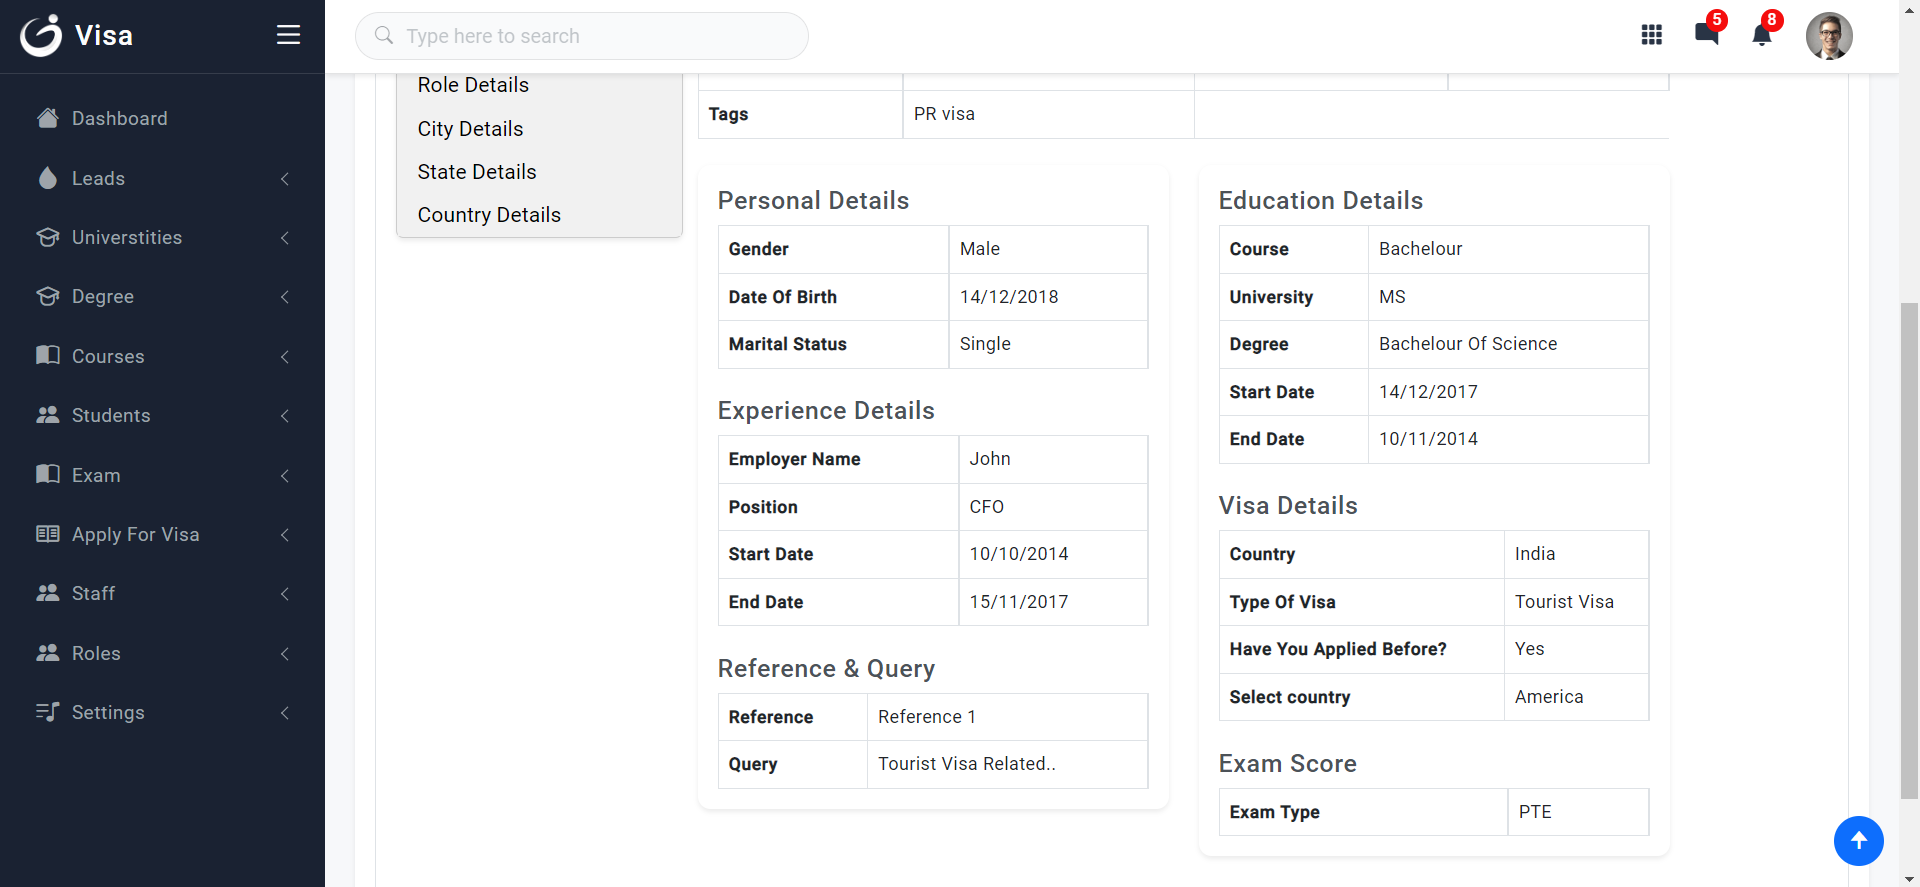 Visa
Type here to search
5
8
Dashboard
Leads
Universtities
Degree
Courses
Students
Exam
Apply For Visa
Staff
Roles
Settings
Role Details
City Details
State Details
Country Details
Tags PR visa
Personal Details
Gender Male
Date Of Birth 14/12/2018
Marital Status Single
Experience Details
Employer Name John
Position CFO
Start Date 10/10/2014
End Date 15/11/2017
Reference & Query
Reference Reference 1
Query Tourist Visa Related..
Education Details
Course Bachelour
University MS
Degree Bachelour Of Science
Start Date 14/12/2017
End Date 10/11/2014
Visa Details
Country India
Type Of Visa Tourist Visa
Have You Applied Before? Yes
Select country America
Exam Score
Exam Type PTE